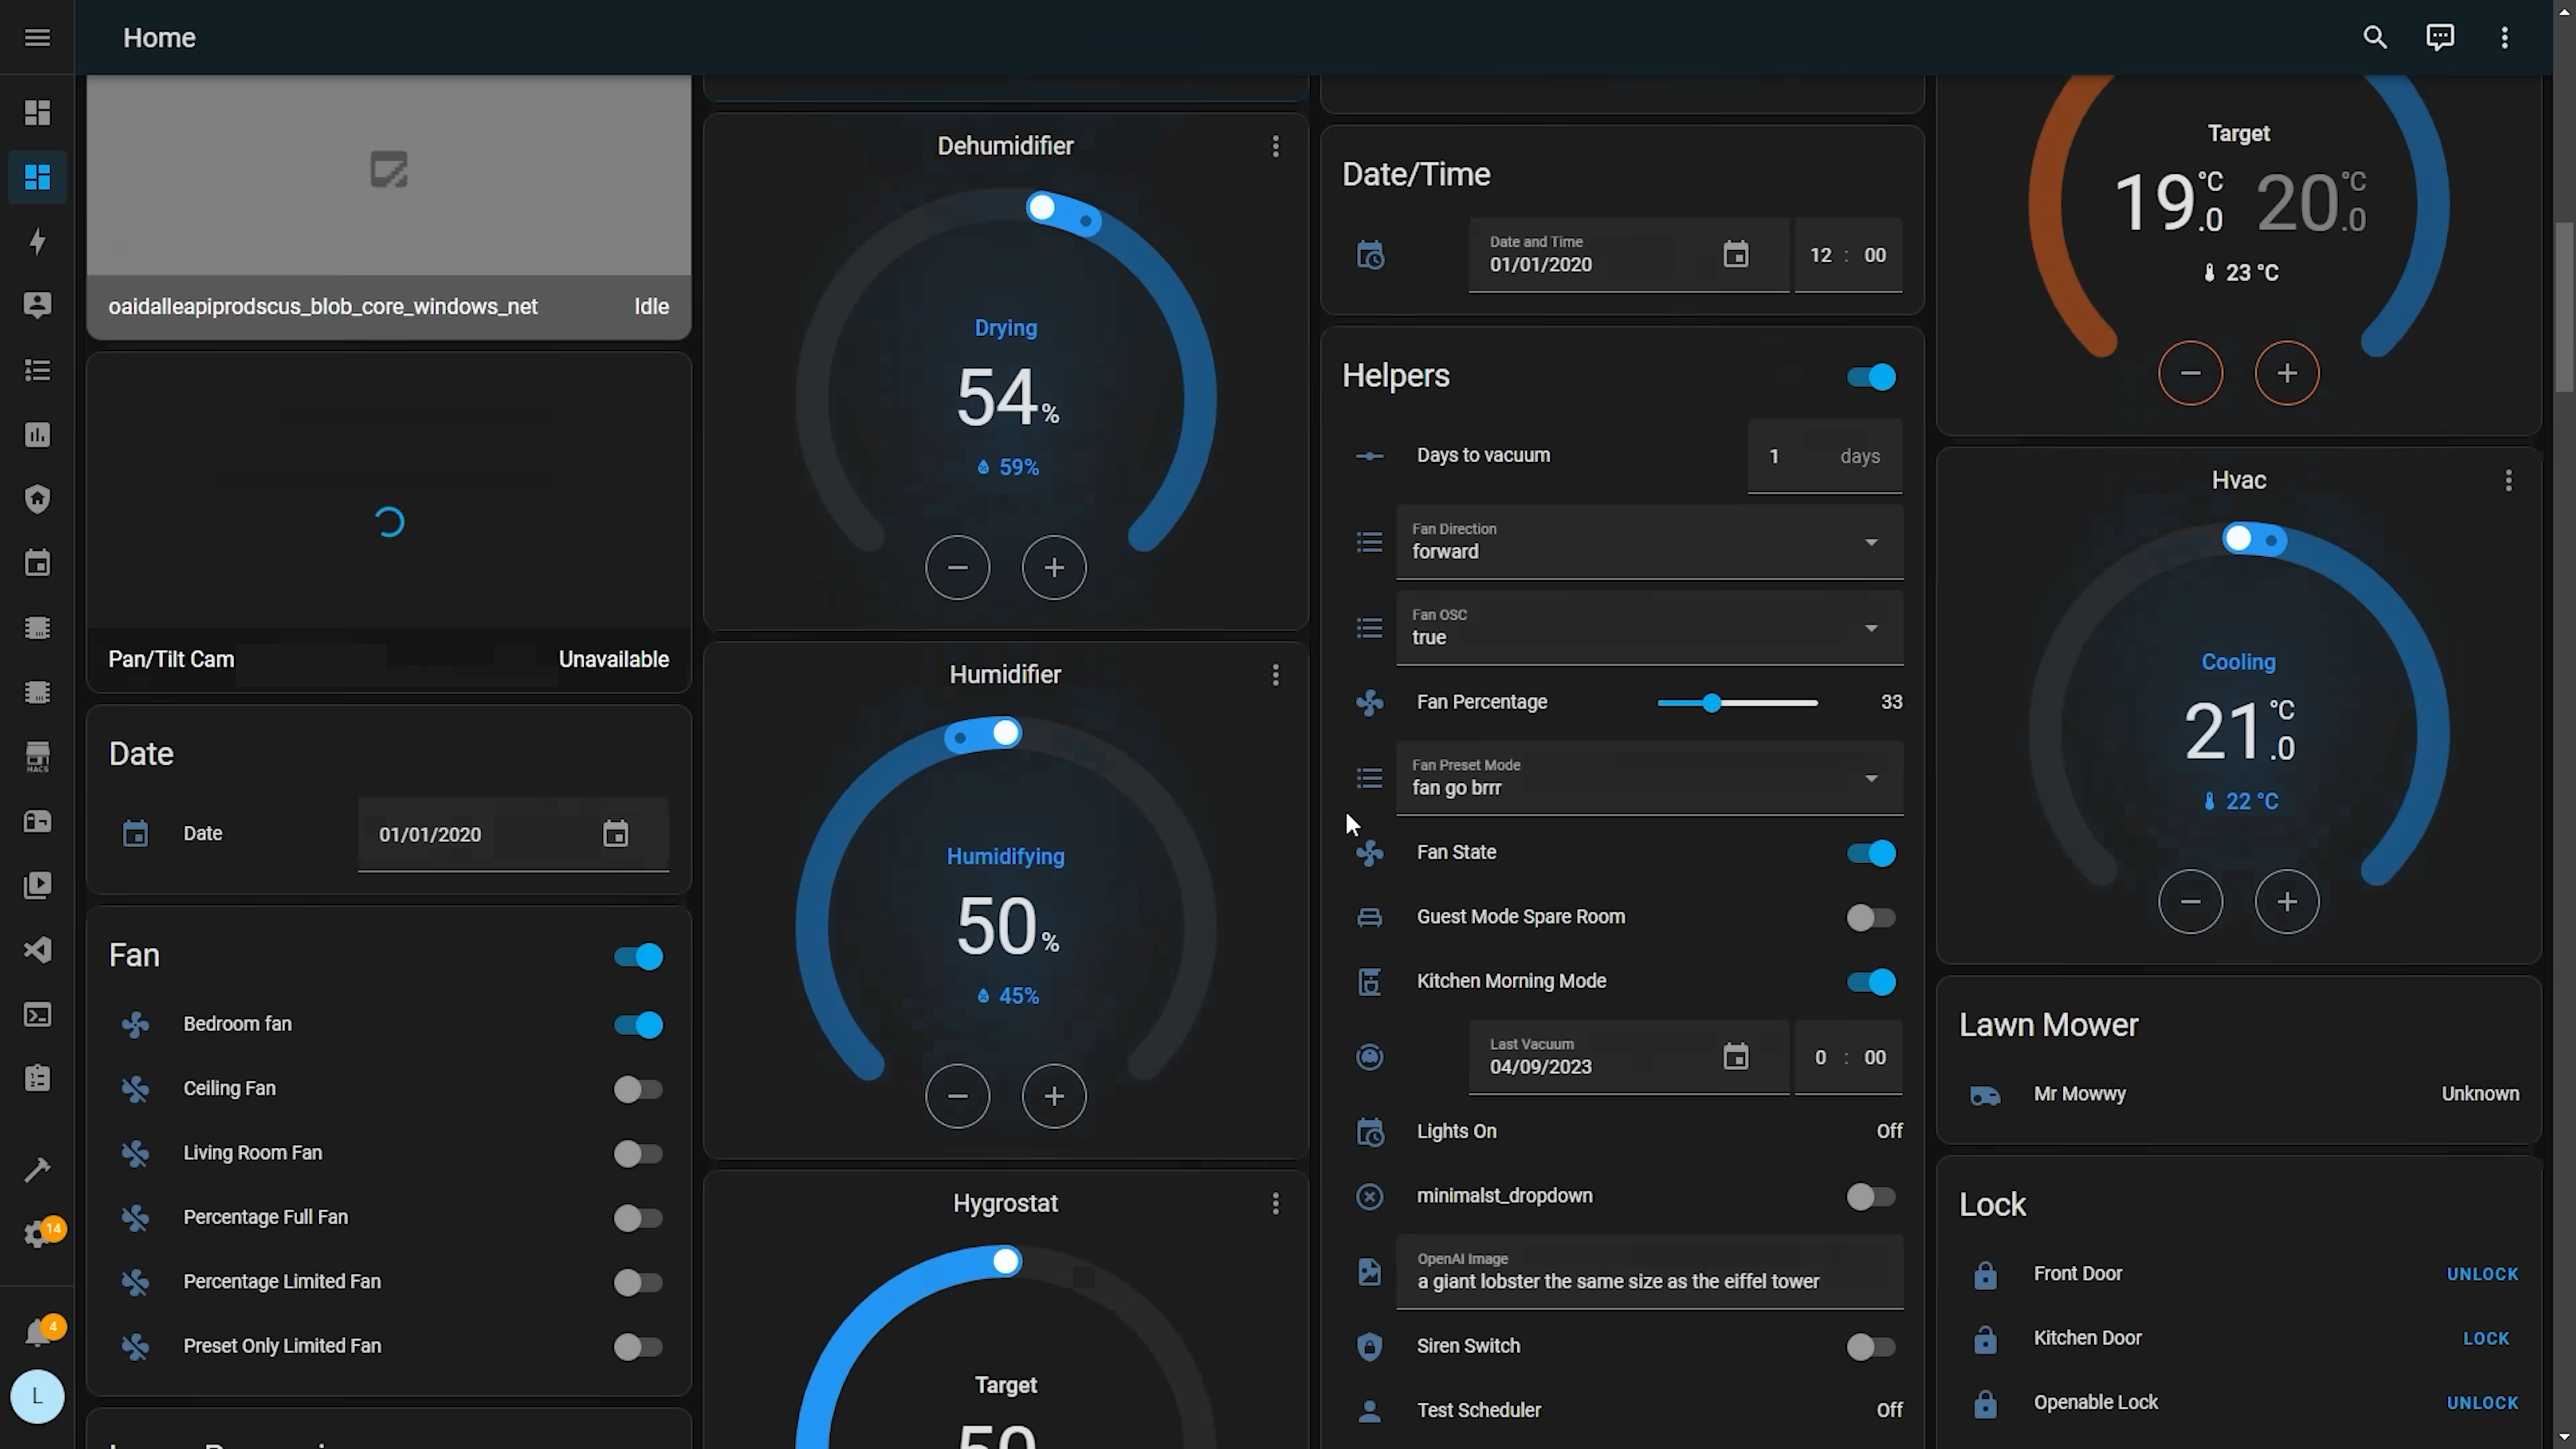 Home
oaidalleapiprodscus_blob_core_windows_net Idle
Pan/Tilt Cam Unavailable
Date
Date 01/01/2020
Fan
Bedroom fan
Ceiling Fan
Living Room Fan
Percentage Full Fan
Percentage Limited Fan
Preset Only Limited Fan
Dehumidifier
Drying
54%
59%
Humidifier
Humidifying
50%
45%
Hygrostat
Target
50
Date/Time
Date and Time
01/01/2020 12 : 00
Helpers
Days to vacuum 1 days
Fan Direction
forward
Fan OSC
true
Fan Percentage 33
Fan Preset Mode
fan go brrr
Fan State
Guest Mode Spare Room
Kitchen Morning Mode
Last Vacuum
04/09/2023 0 : 00
Lights On Off
minimalst_dropdown
OpenAI Image
a giant lobster the same size as the eiffel tower
Siren Switch
Test Scheduler Off
Target
19.0 °C 20.0 °C
23 °C
Hvac
Cooling
21.0 °C
22 °C
Lawn Mower
Mr Mowwy Unknown
Lock
Front Door UNLOCK
Kitchen Door LOCK
Openable Lock UNLOCK
HACS
14
4
L